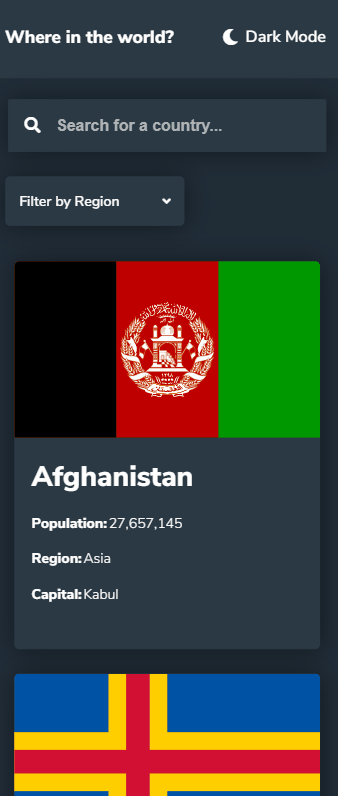 Where in the world? Dark Mode
Search for a country...
Filter by Region
Afghanistan
Population: 27,657,145
Region: Asia
Capital: Kabul